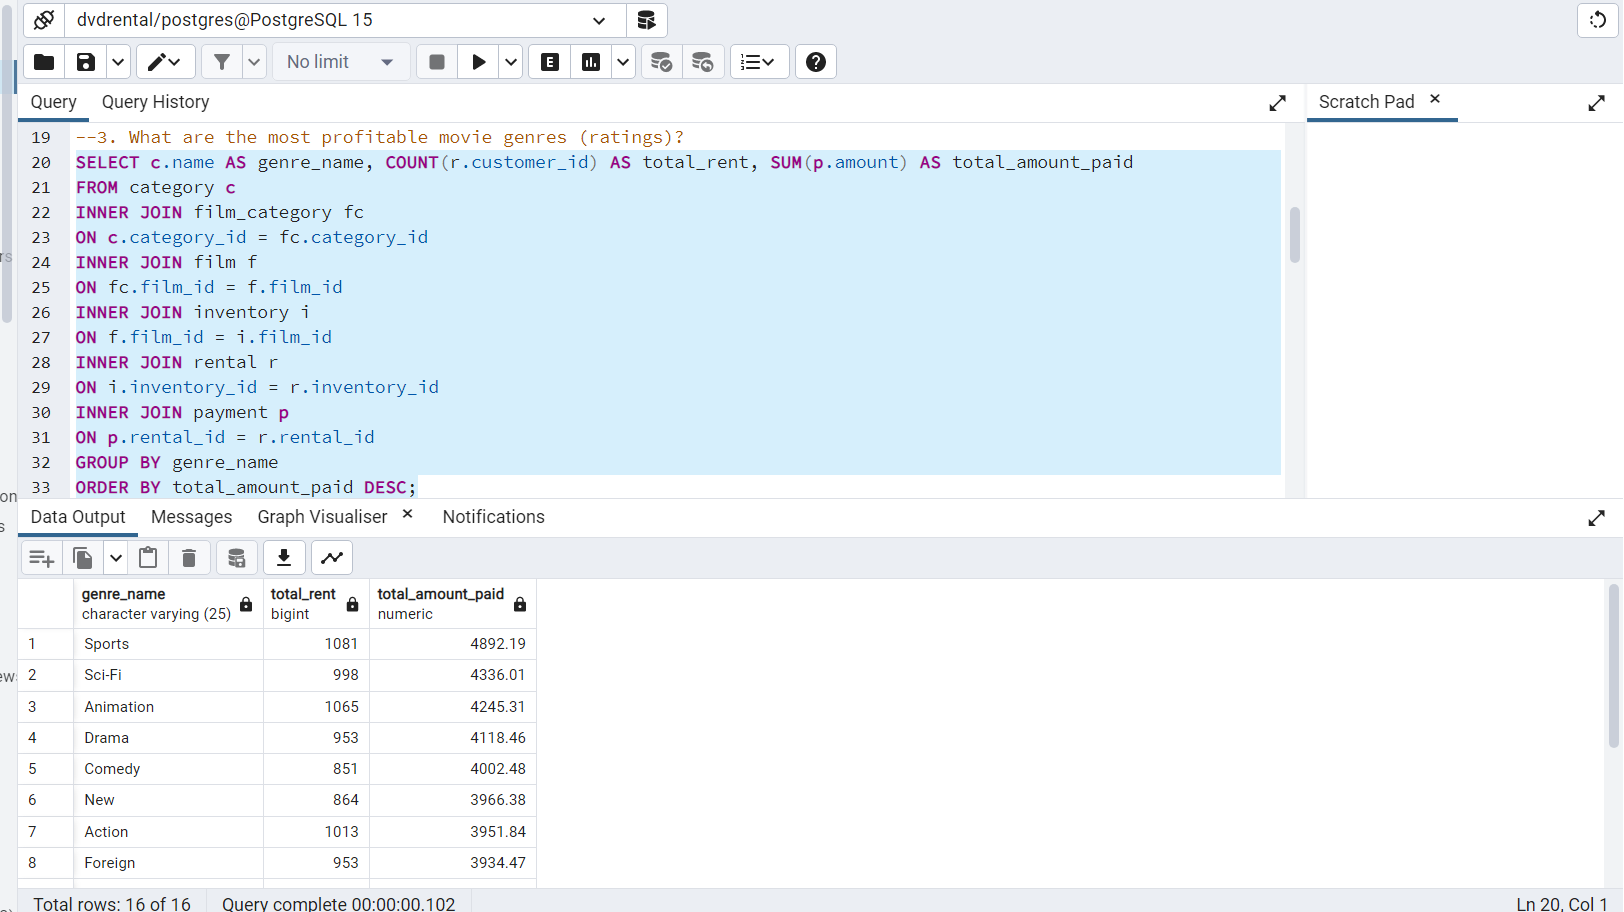 dvdrental/postgres@PostgreSQL 15
No limit
E
Query Query History
Scratch Pad
19 --3. What are the most profitable movie genres (ratings)?
20 SELECT c.name AS genre_name, COUNT(r.customer_id) AS total_rent, SUM(p.amount) AS total_amount_paid
21 FROM category c
22 INNER JOIN film_category fc
23 ON c.category_id = fc.category_id
24 INNER JOIN film f
25 ON fc.film_id = f.film_id
26 INNER JOIN inventory i
27 ON f.film_id = i.film_id
28 INNER JOIN rental r
29 ON i.inventory_id = r.inventory_id
30 INNER JOIN payment p
31 ON p.rental_id = r.rental_id
32 GROUP BY genre_name
33 ORDER BY total_amount_paid DESC;
Data Output Messages Graph Visualiser Notifications
genre_name total_rent total_amount_paid
character varying (25) bigint numeric
1 Sports 1081 4892.19
2 Sci-Fi 998 4336.01
3 Animation 1065 4245.31
4 Drama 953 4118.46
5 Comedy 851 4002.48
6 New 864 3966.38
7 Action 1013 3951.84
8 Foreign 953 3934.47
Total rows: 16 of 16 Query complete 00:00:00.102 Ln 20, Col 1